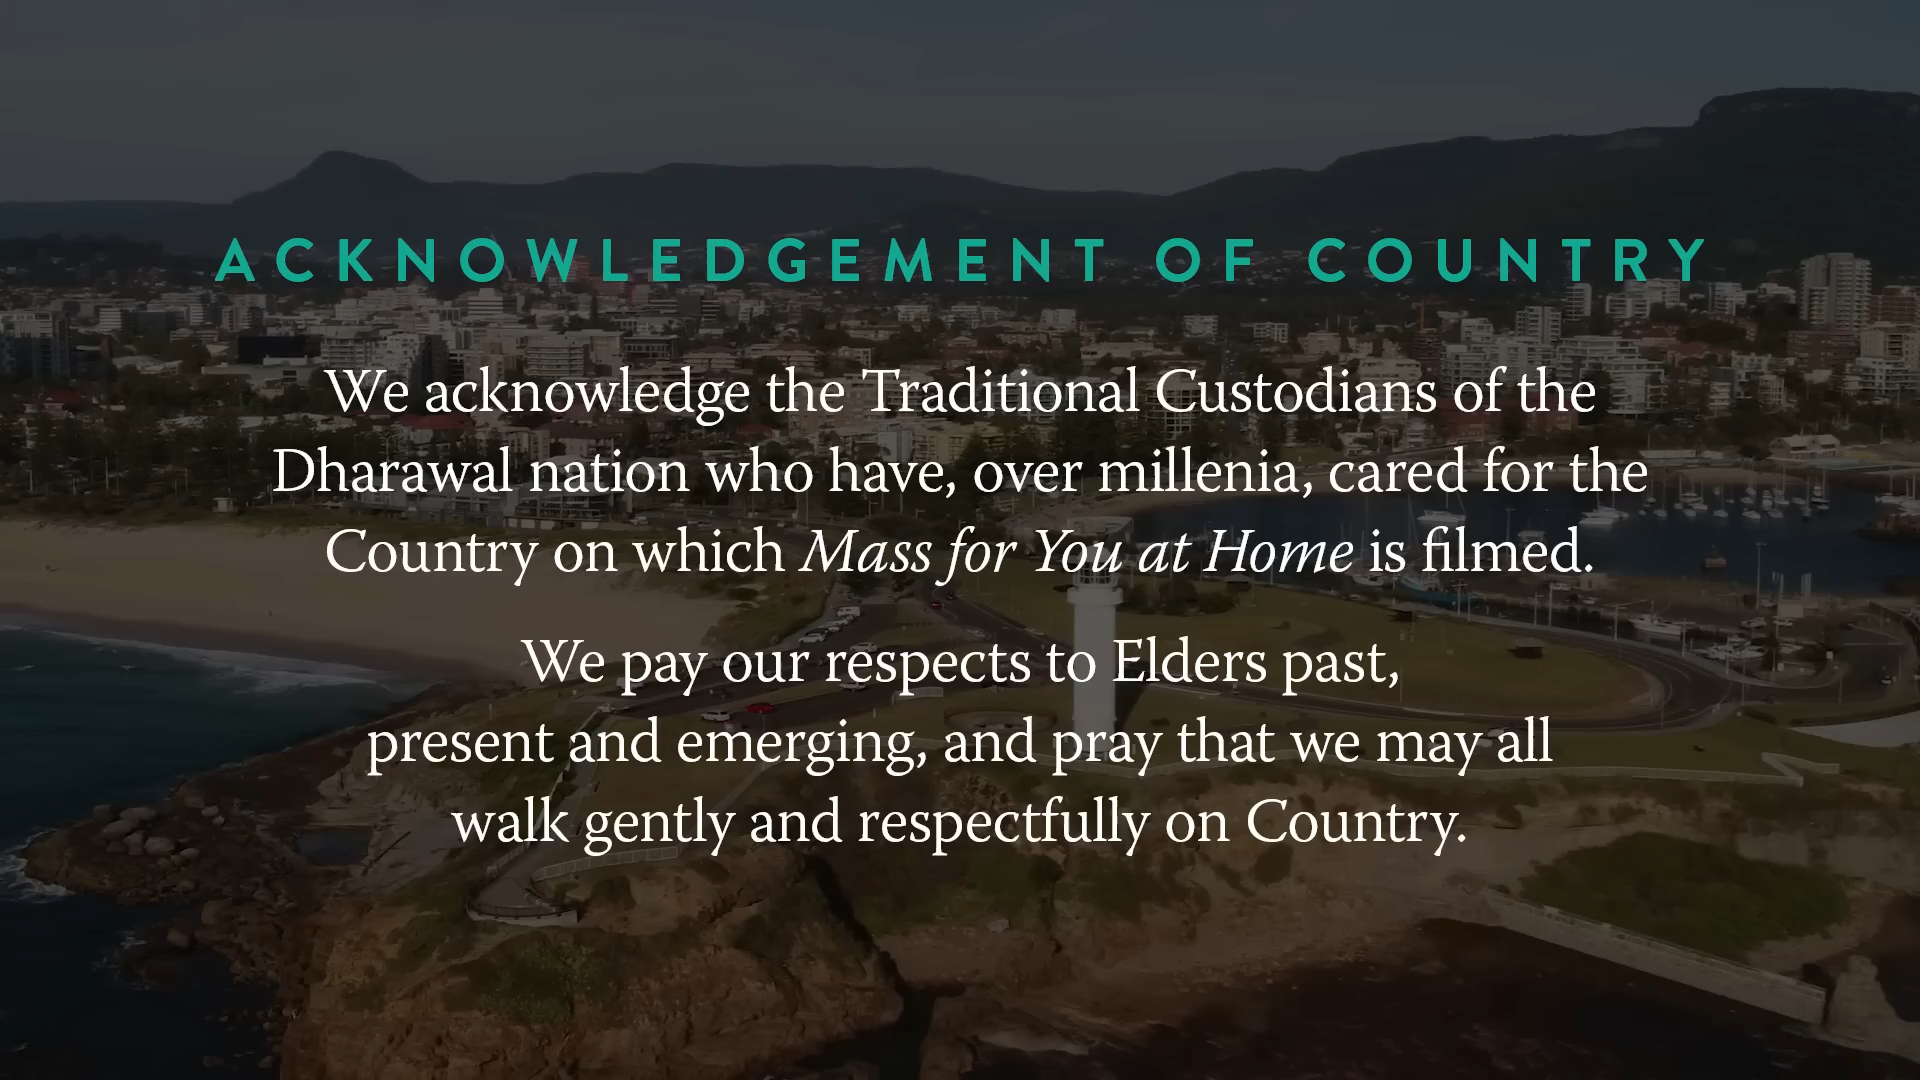 ACKNOWLEDGEMENT OF COUNTRY
We acknowledge the Traditional Custodians of the
Dharawal nation who have, over millenia, cared for the
Country on which Mass for You at Home is filmed.
We pay our respects to Elders past,
present and emerging, and pray that we may all
walk gently and respectfully on Country.